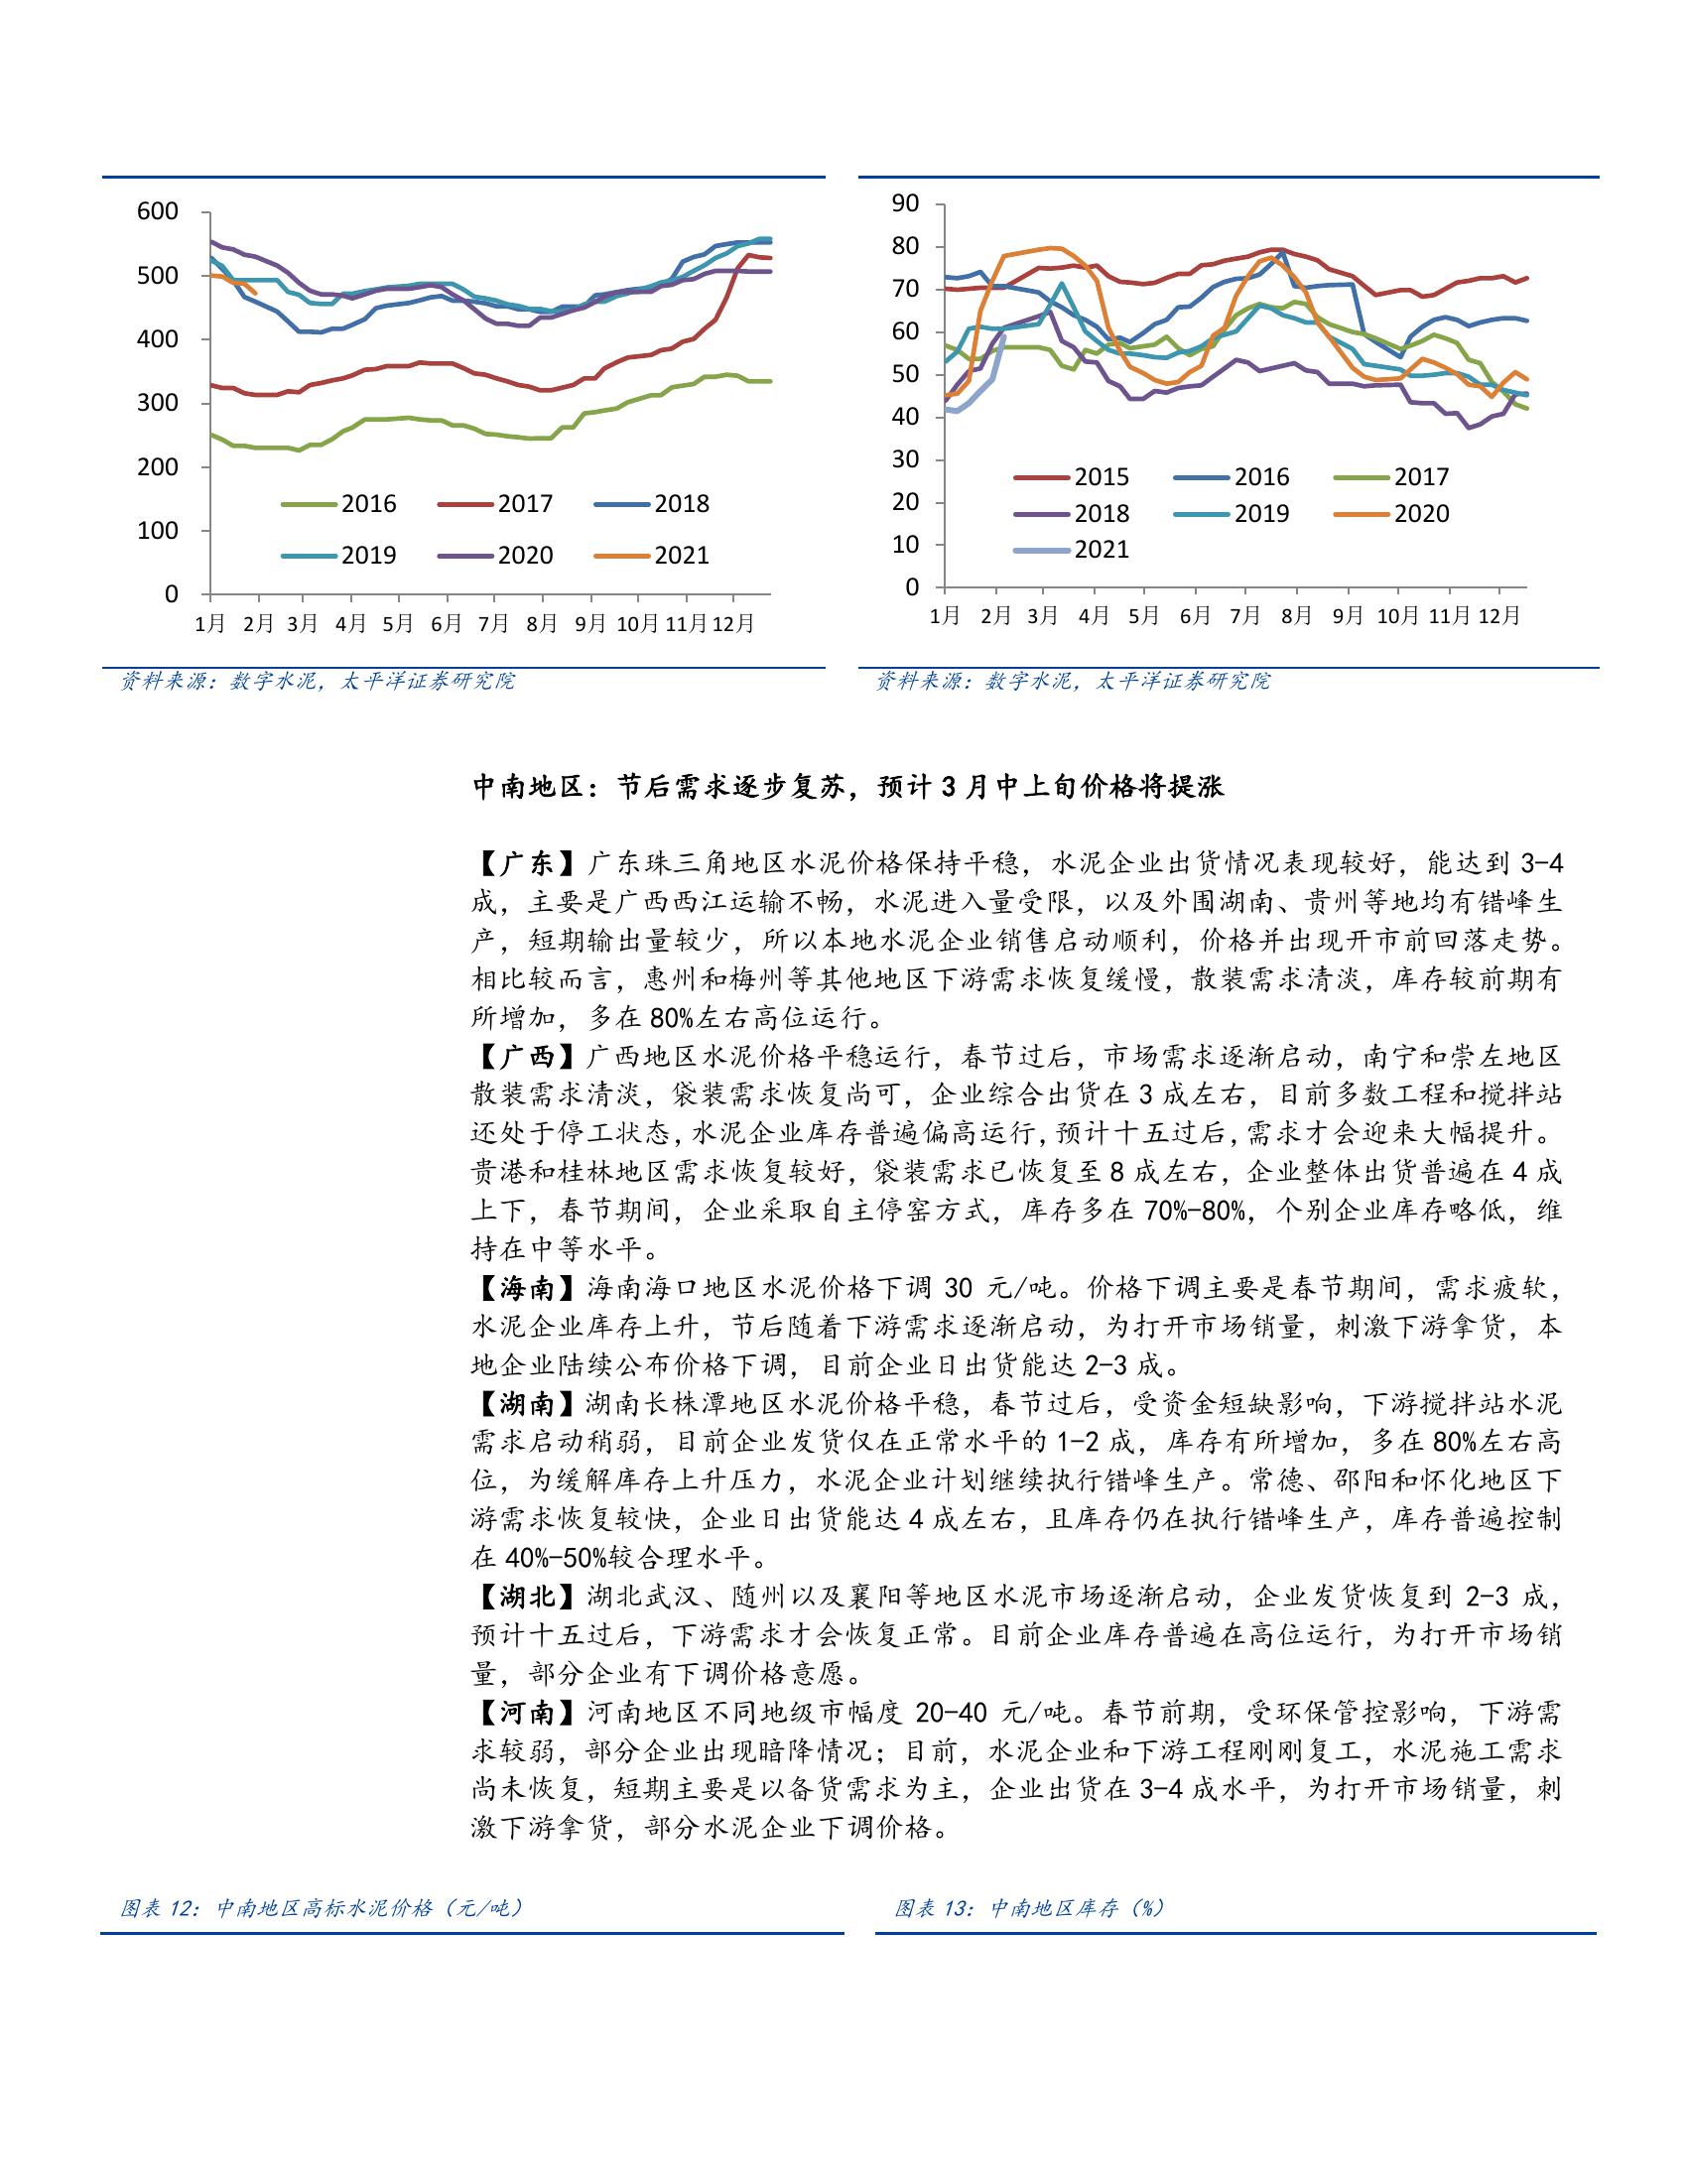 600
500
400
300
200
100
0
2016 2017 2018
2019 2020 2021
1月 2月 3月 4月 5月 6月 7月 8月 9月 10月 11月 12月
资料来源：数字水泥，太平洋证券研究院
90
80
70
60
50
40
30
20
10
0
2015 2016 2017
2018 2019 2020
2021
1月 2月 3月 4月 5月 6月 7月 8月 9月 10月 11月 12月
资料来源：数字水泥，太平洋证券研究院
中南地区：节后需求逐步复苏，预计 3 月中上旬价格将提涨
【广东】广东珠三角地区水泥价格保持平稳，水泥企业出货情况表现较好，能达到 3-4
成，主要是广西西江运输不畅，水泥进入量受限，以及外围湖南、贵州等地均有错峰生
产，短期输出量较少，所以本地水泥企业销售启动顺利，价格并出现开市前回落走势。
相比较而言，惠州和梅州等其他地区下游需求恢复缓慢，散装需求清淡，库存较前期有
所增加，多在 80%左右高位运行。
【广西】广西地区水泥价格平稳运行，春节过后，市场需求逐渐启动，南宁和崇左地区
散装需求清淡，袋装需求恢复尚可，企业综合出货在 3 成左右，目前多数工程和搅拌站
还处于停工状态，水泥企业库存普遍偏高运行，预计十五过后，需求才会迎来大幅提升。
贵港和桂林地区需求恢复较好，袋装需求已恢复至 8 成左右，企业整体出货普遍在 4 成
上下，春节期间，企业采取自主停窑方式，库存多在 70%-80%，个别企业库存略低，维
持在中等水平。
【海南】海南海口地区水泥价格下调 30 元/吨。价格下调主要是春节期间，需求疲软，
水泥企业库存上升，节后随着下游需求逐渐启动，为打开市场销量，刺激下游拿货，本
地企业陆续公布价格下调，目前企业日出货能达 2-3 成。
【湖南】湖南长株潭地区水泥价格平稳，春节过后，受资金短缺影响，下游搅拌站水泥
需求启动稍弱，目前企业发货仅在正常水平的 1-2 成，库存有所增加，多在 80%左右高
位，为缓解库存上升压力，水泥企业计划继续执行错峰生产。常德、邵阳和怀化地区下
游需求恢复较快，企业日出货能达 4 成左右，且库存仍在执行错峰生产，库存普遍控制
在 40%-50%较合理水平。
【湖北】湖北武汉、随州以及襄阳等地区水泥市场逐渐启动，企业发货恢复到 2-3 成，
预计十五过后，下游需求才会恢复正常。目前企业库存普遍在高位运行，为打开市场销
量，部分企业有下调价格意愿。
【河南】河南地区不同地级市幅度 20-40 元/吨。春节前期，受环保管控影响，下游需
求较弱，部分企业出现暗降情况；目前，水泥企业和下游工程刚刚复工，水泥施工需求
尚未恢复，短期主要是以备货需求为主，企业出货在 3-4 成水平，为打开市场销量，刺
激下游拿货，部分水泥企业下调价格。
图表 12：中南地区高标水泥价格（元/吨）
图表 13：中南地区库存（%）